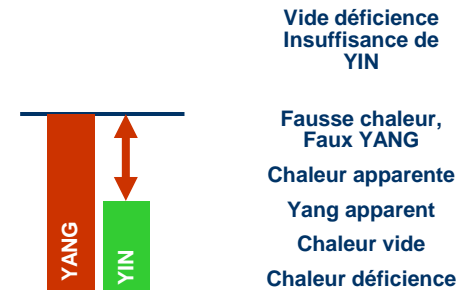 Vide déficience
Insuffisance de
YIN
Fausse chaleur,
Faux YANG
Chaleur apparente
Yang apparent
Chaleur vide
Chaleur déficience
YANG
YIN